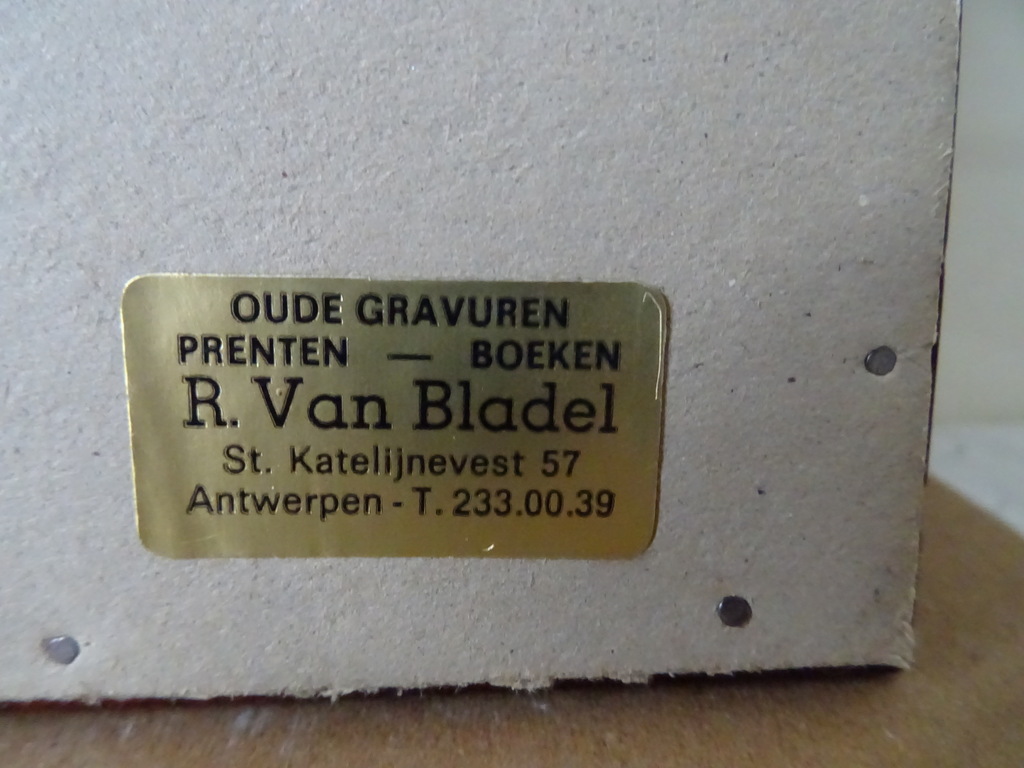 OUDE GRAVUREN
PRENTEN — BOEKEN
R. Van Bladel
St. Katelijnevest 57
Antwerpen - T. 233.00.39